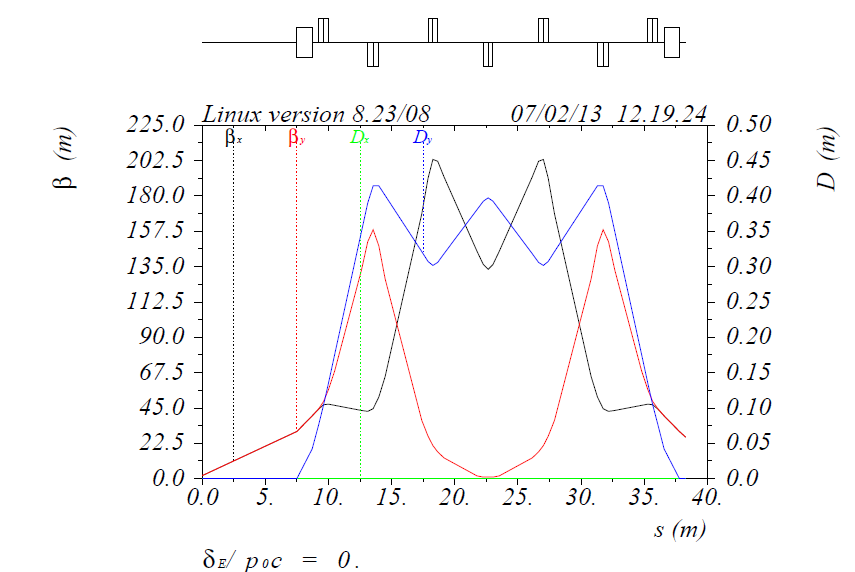 Linux version 8.23/08 07/02/13 12.19.24
β (m)
D (m)
βx βy Dx Dy
225.0 0.50
202.5 0.45
180.0 0.40
157.5 0.35
135.0 0.30
112.5 0.25
90.0 0.20
67.5 0.15
45.0 0.10
22.5 0.05
0.0 0.0
0.0 5. 10. 15. 20. 25. 30. 35. 40.
s (m)
δE/ p0c = 0.